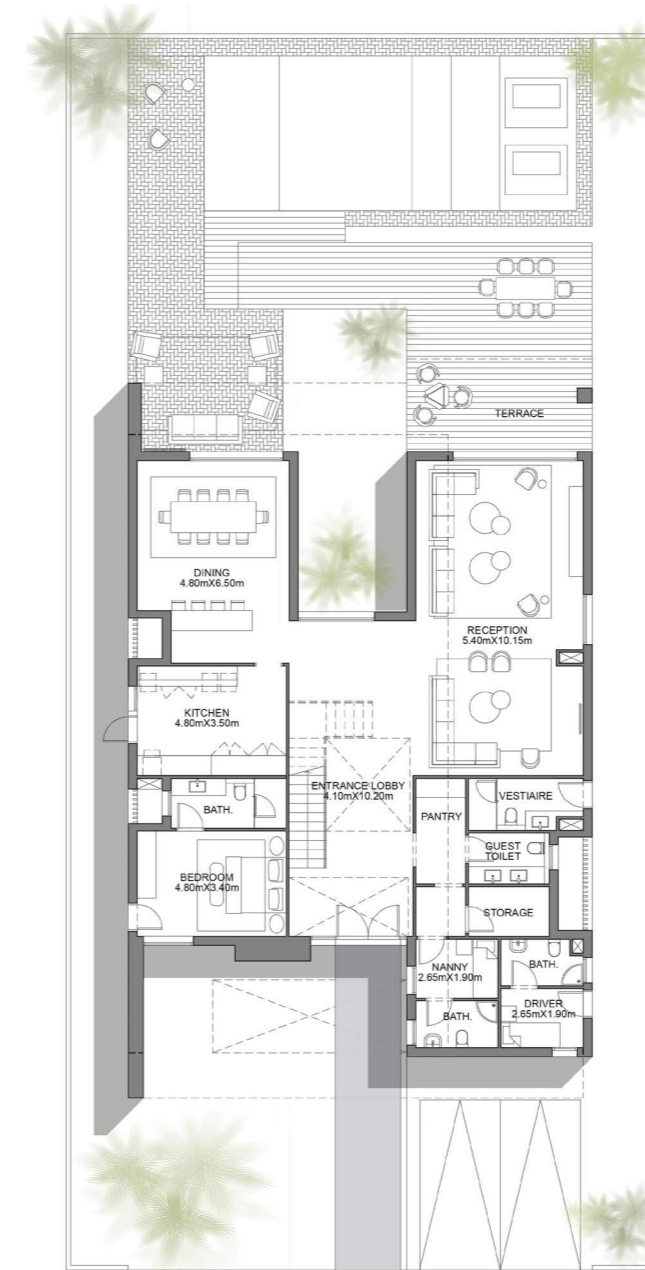 TERRACE
DINING
4.80mX6.50m
RECEPTION
5.40mX10.15m
KITCHEN
4.80mX3.50m
ENTRANCE LOBBY
4.10mX10.20m
VESTIAIRE
BATH.
PANTRY
GUEST
TOILET
BEDROOM
4.80mX3.40m
STORAGE
NANNY
2.65mX1.90m
BATH.
DRIVER
2.65mX1.90m
BATH.